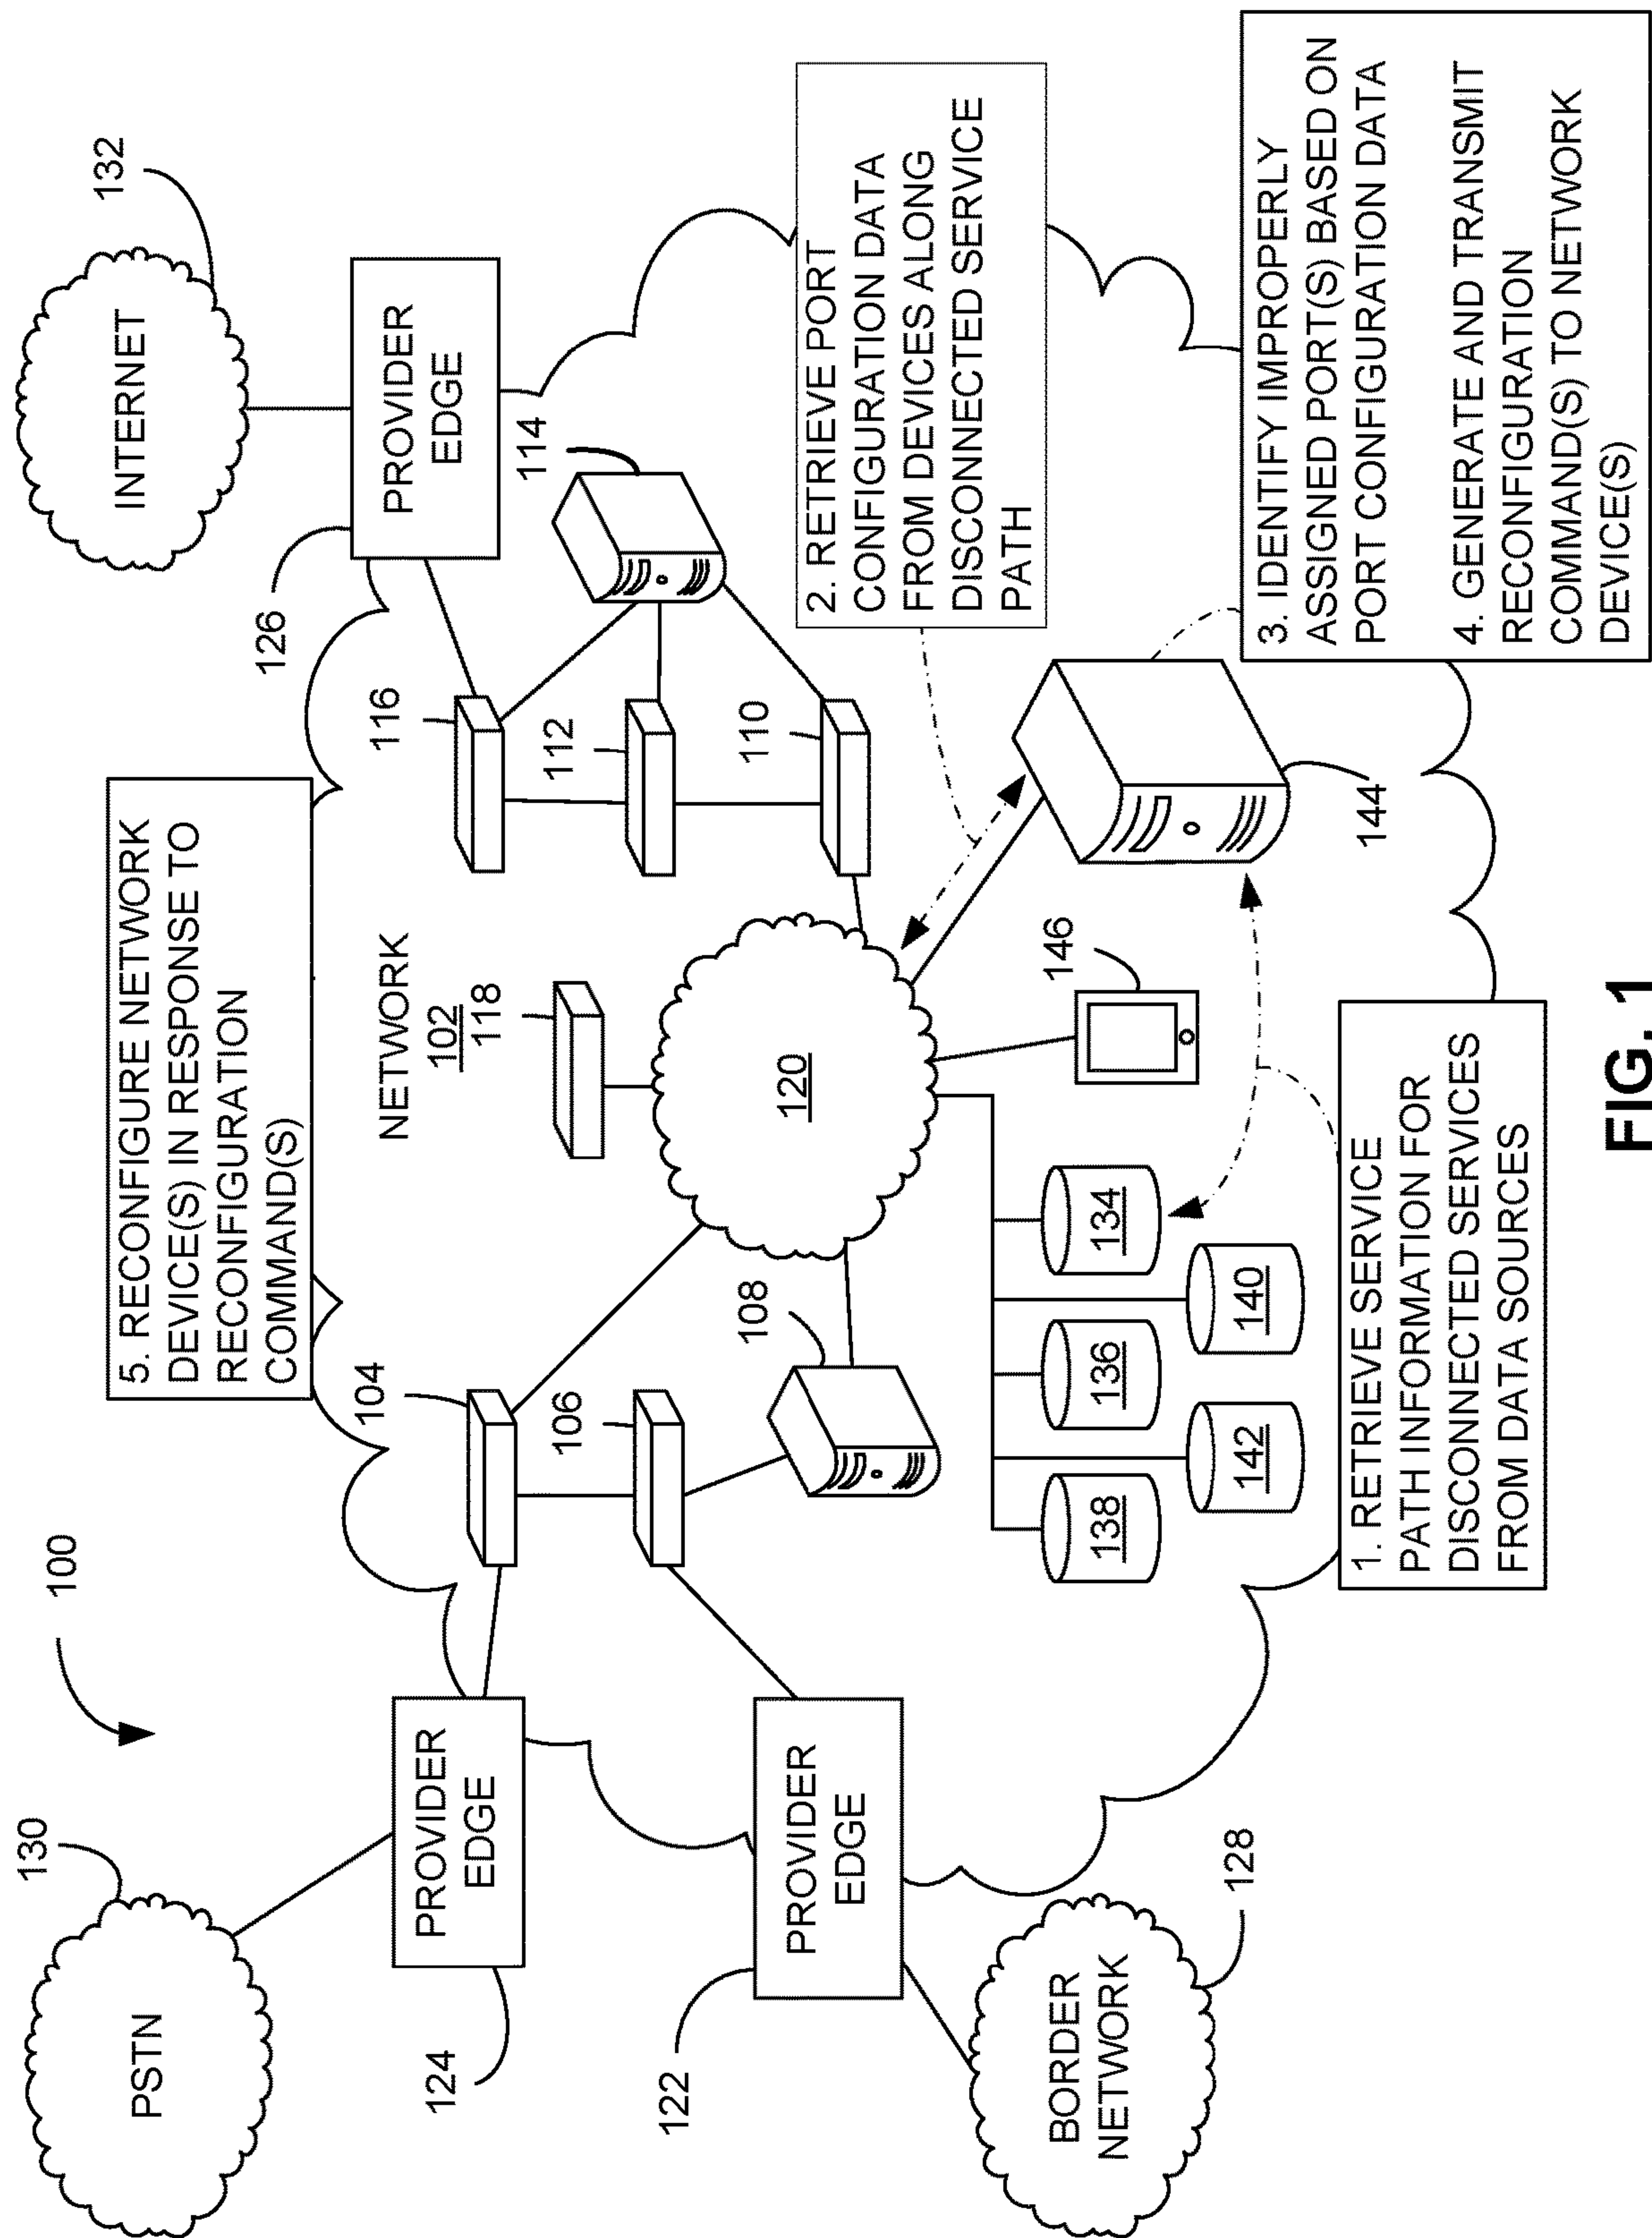 100
PSTN
130
INTERNET
132
5. RECONFIGURE NETWORK
DEVICE(S) IN RESPONSE TO
RECONFIGURATION
COMMAND(S)
PROVIDER
EDGE
124
PROVIDER
EDGE
126
NETWORK
102
104
118
116
106
112
114
PROVIDER
EDGE
122
108
120
110
2. RETRIEVE PORT
CONFIGURATION DATA
FROM DEVICES ALONG
DISCONNECTED SERVICE
PATH
BORDER
NETWORK
128
138
136
134
142
140
146
144
1. RETRIEVE SERVICE
PATH INFORMATION FOR
DISCONNECTED SERVICES
FROM DATA SOURCES
3. IDENTIFY IMPROPERLY
ASSIGNED PORT(S) BASED ON
PORT CONFIGURATION DATA
4. GENERATE AND TRANSMIT
RECONFIGURATION
COMMAND(S) TO NETWORK
DEVICE(S)
FIG. 1